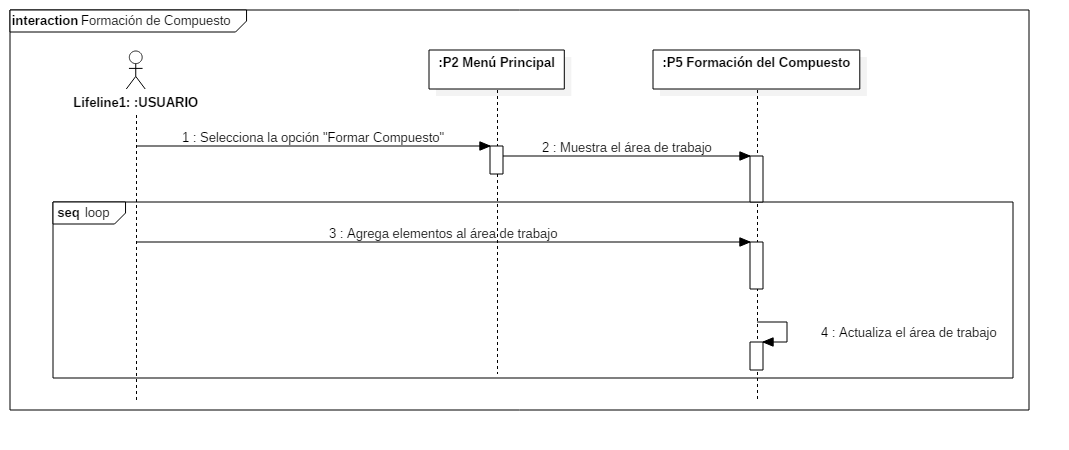 interaction Formación de Compuesto
:P2 Menú Principal
:P5 Formación del Compuesto
Lifeline1: :USUARIO
1 : Selecciona la opción "Formar Compuesto"
2 : Muestra el área de trabajo
seq loop
3 : Agrega elementos al área de trabajo
4 : Actualiza el área de trabajo